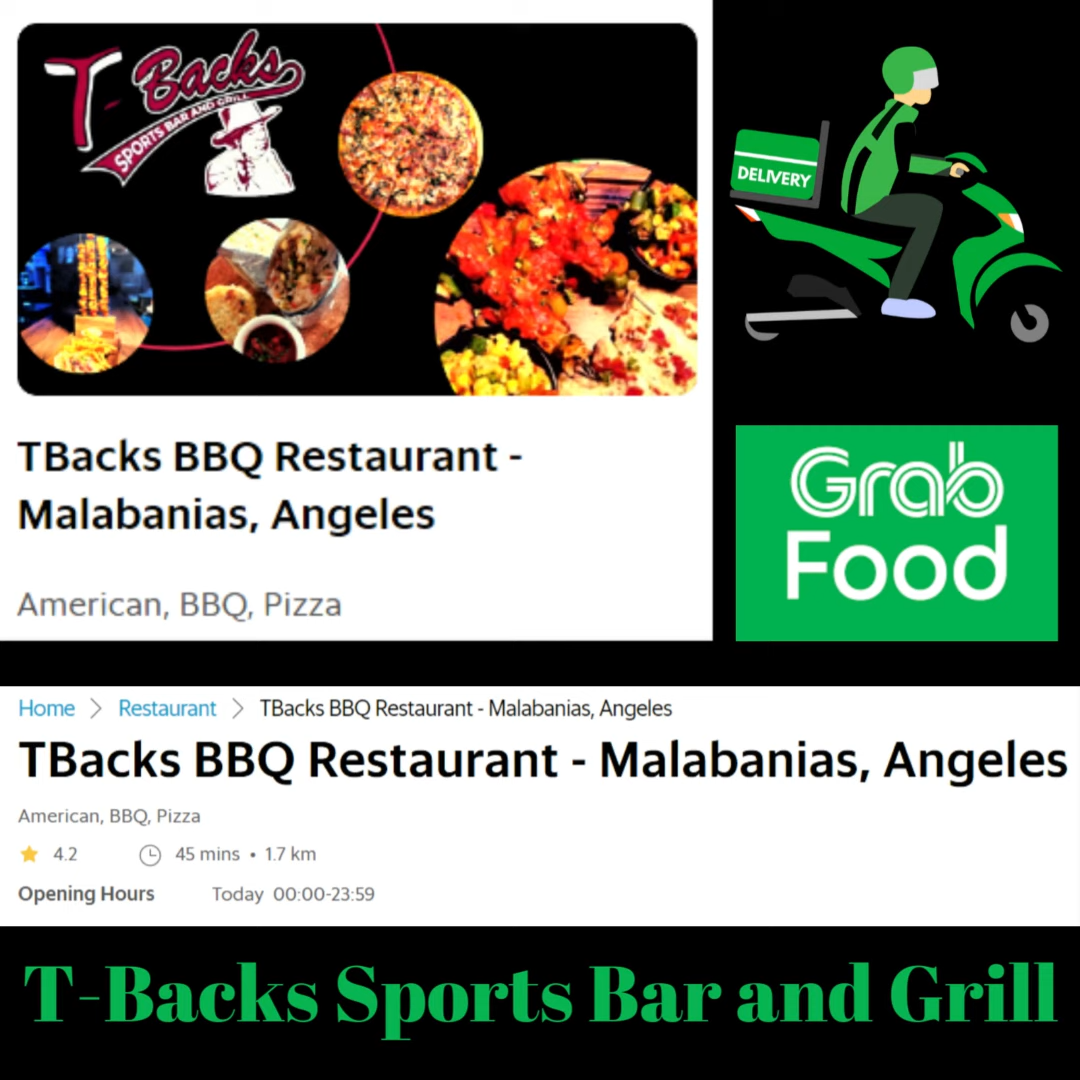 T-Backs
SPORTS BAR AND GRILL
DELIVERY
TBacks BBQ Restaurant -
Malabanias, Angeles
American, BBQ, Pizza
Grab
Food
Home > Restaurant > TBacks BBQ Restaurant - Malabanias, Angeles
TBacks BBQ Restaurant - Malabanias, Angeles
American, BBQ, Pizza
4.2 45 mins • 1.7 km
Opening Hours Today 00:00-23:59
T-Backs Sports Bar and Grill